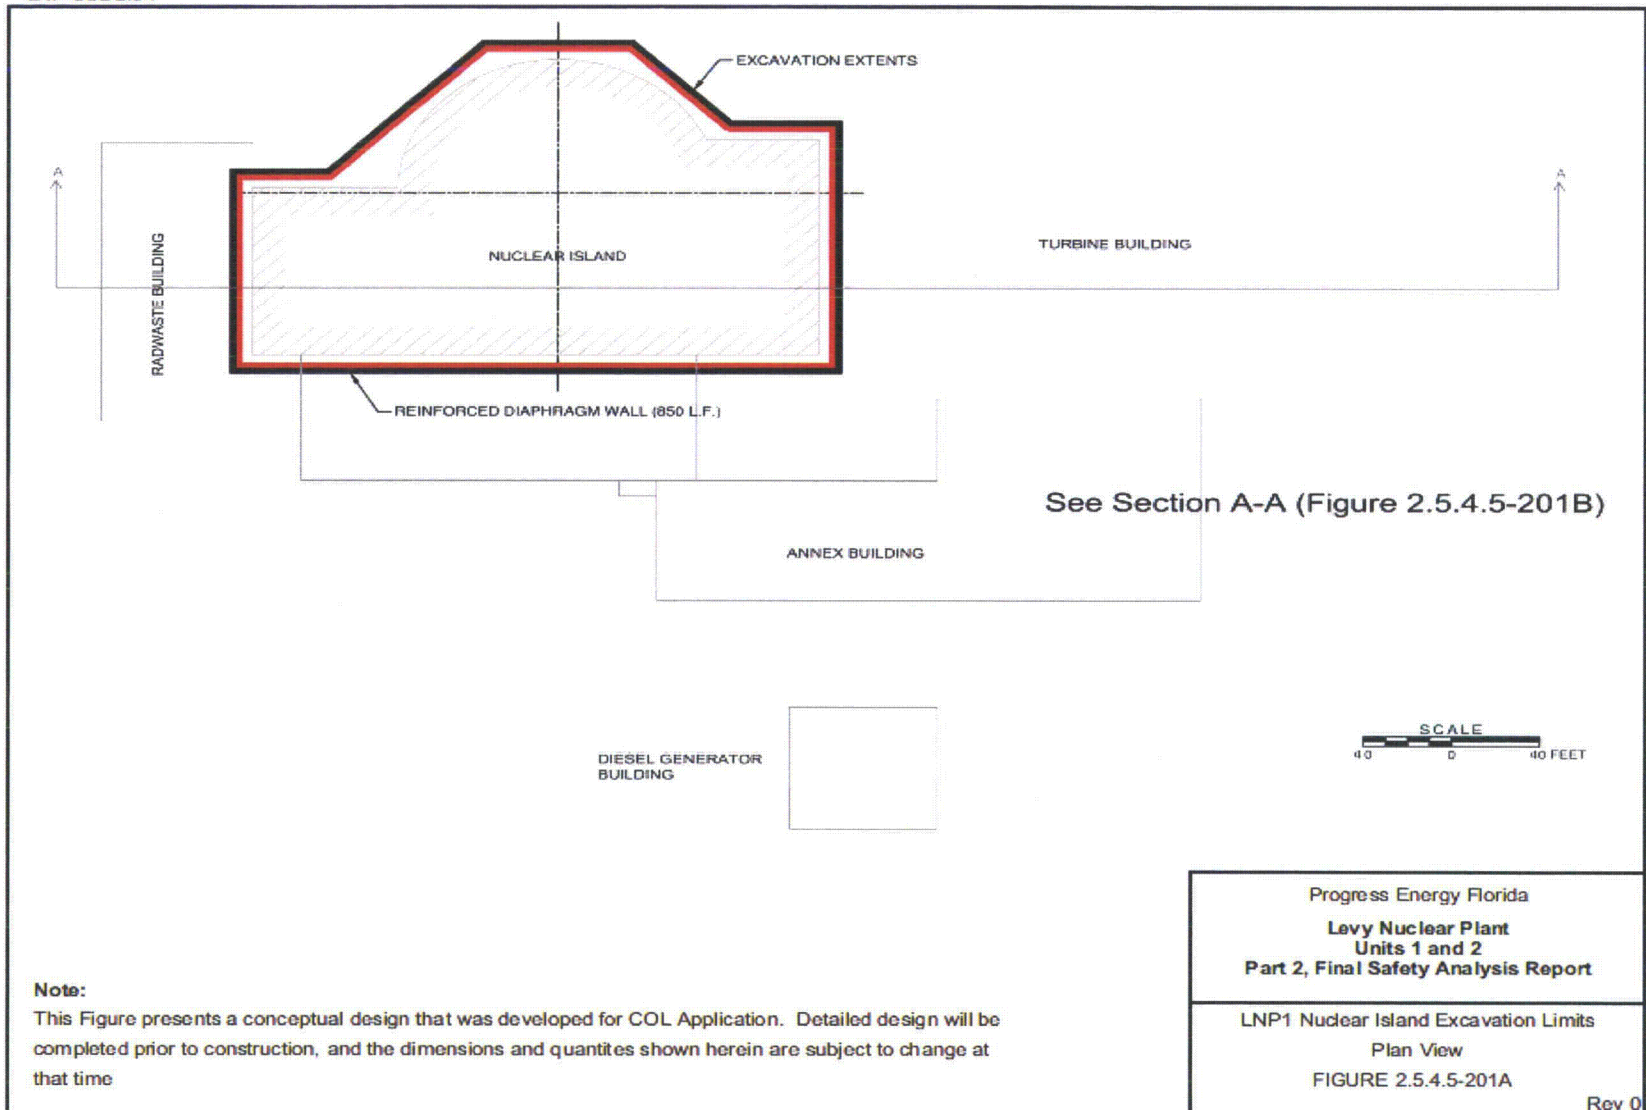 EXCAVATION EXTENTS
A
A
RADWASTE BUILDING
NUCLEAR ISLAND
TURBINE BUILDING
REINFORCED DIAPHRAGM WALL (850 L.F.)
See Section A-A (Figure 2.5.4.5-201B)
ANNEX BUILDING
DIESEL GENERATOR
BUILDING
SCALE
40 0 40 FEET
Progress Energy Florida
Levy Nuclear Plant
Units 1 and 2
Part 2, Final Safety Analysis Report
Note:
This Figure presents a conceptual design that was developed for COL Application. Detailed design will be
completed prior to construction, and the dimensions and quantites shown herein are subject to change at
that time
LNP1 Nuclear Island Excavation Limits
Plan View
FIGURE 2.5.4.5-201A
Rev 0